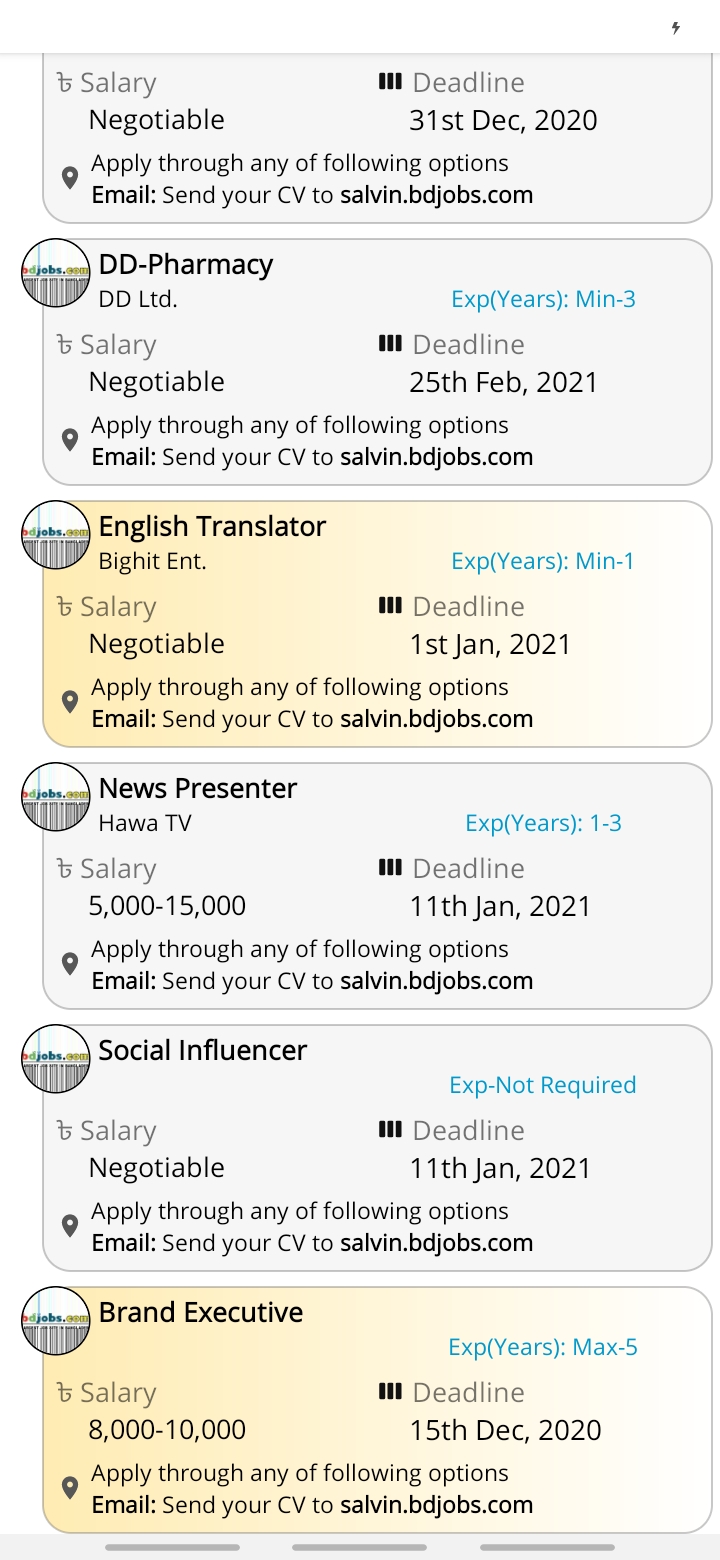 ৳ Salary Deadline
Negotiable 31st Dec, 2020
Apply through any of following options
Email: Send your CV to salvin.bdjobs.com
bdjobs.com
DD-Pharmacy
DD Ltd. Exp(Years): Min-3
৳ Salary Deadline
Negotiable 25th Feb, 2021
Apply through any of following options
Email: Send your CV to salvin.bdjobs.com
bdjobs.com
English Translator
Bighit Ent. Exp(Years): Min-1
৳ Salary Deadline
Negotiable 1st Jan, 2021
Apply through any of following options
Email: Send your CV to salvin.bdjobs.com
bdjobs.com
News Presenter
Hawa TV Exp(Years): 1-3
৳ Salary Deadline
5,000-15,000 11th Jan, 2021
Apply through any of following options
Email: Send your CV to salvin.bdjobs.com
bdjobs.com
Social Influencer
Exp-Not Required
৳ Salary Deadline
Negotiable 11th Jan, 2021
Apply through any of following options
Email: Send your CV to salvin.bdjobs.com
bdjobs.com
Brand Executive
Exp(Years): Max-5
৳ Salary Deadline
8,000-10,000 15th Dec, 2020
Apply through any of following options
Email: Send your CV to salvin.bdjobs.com